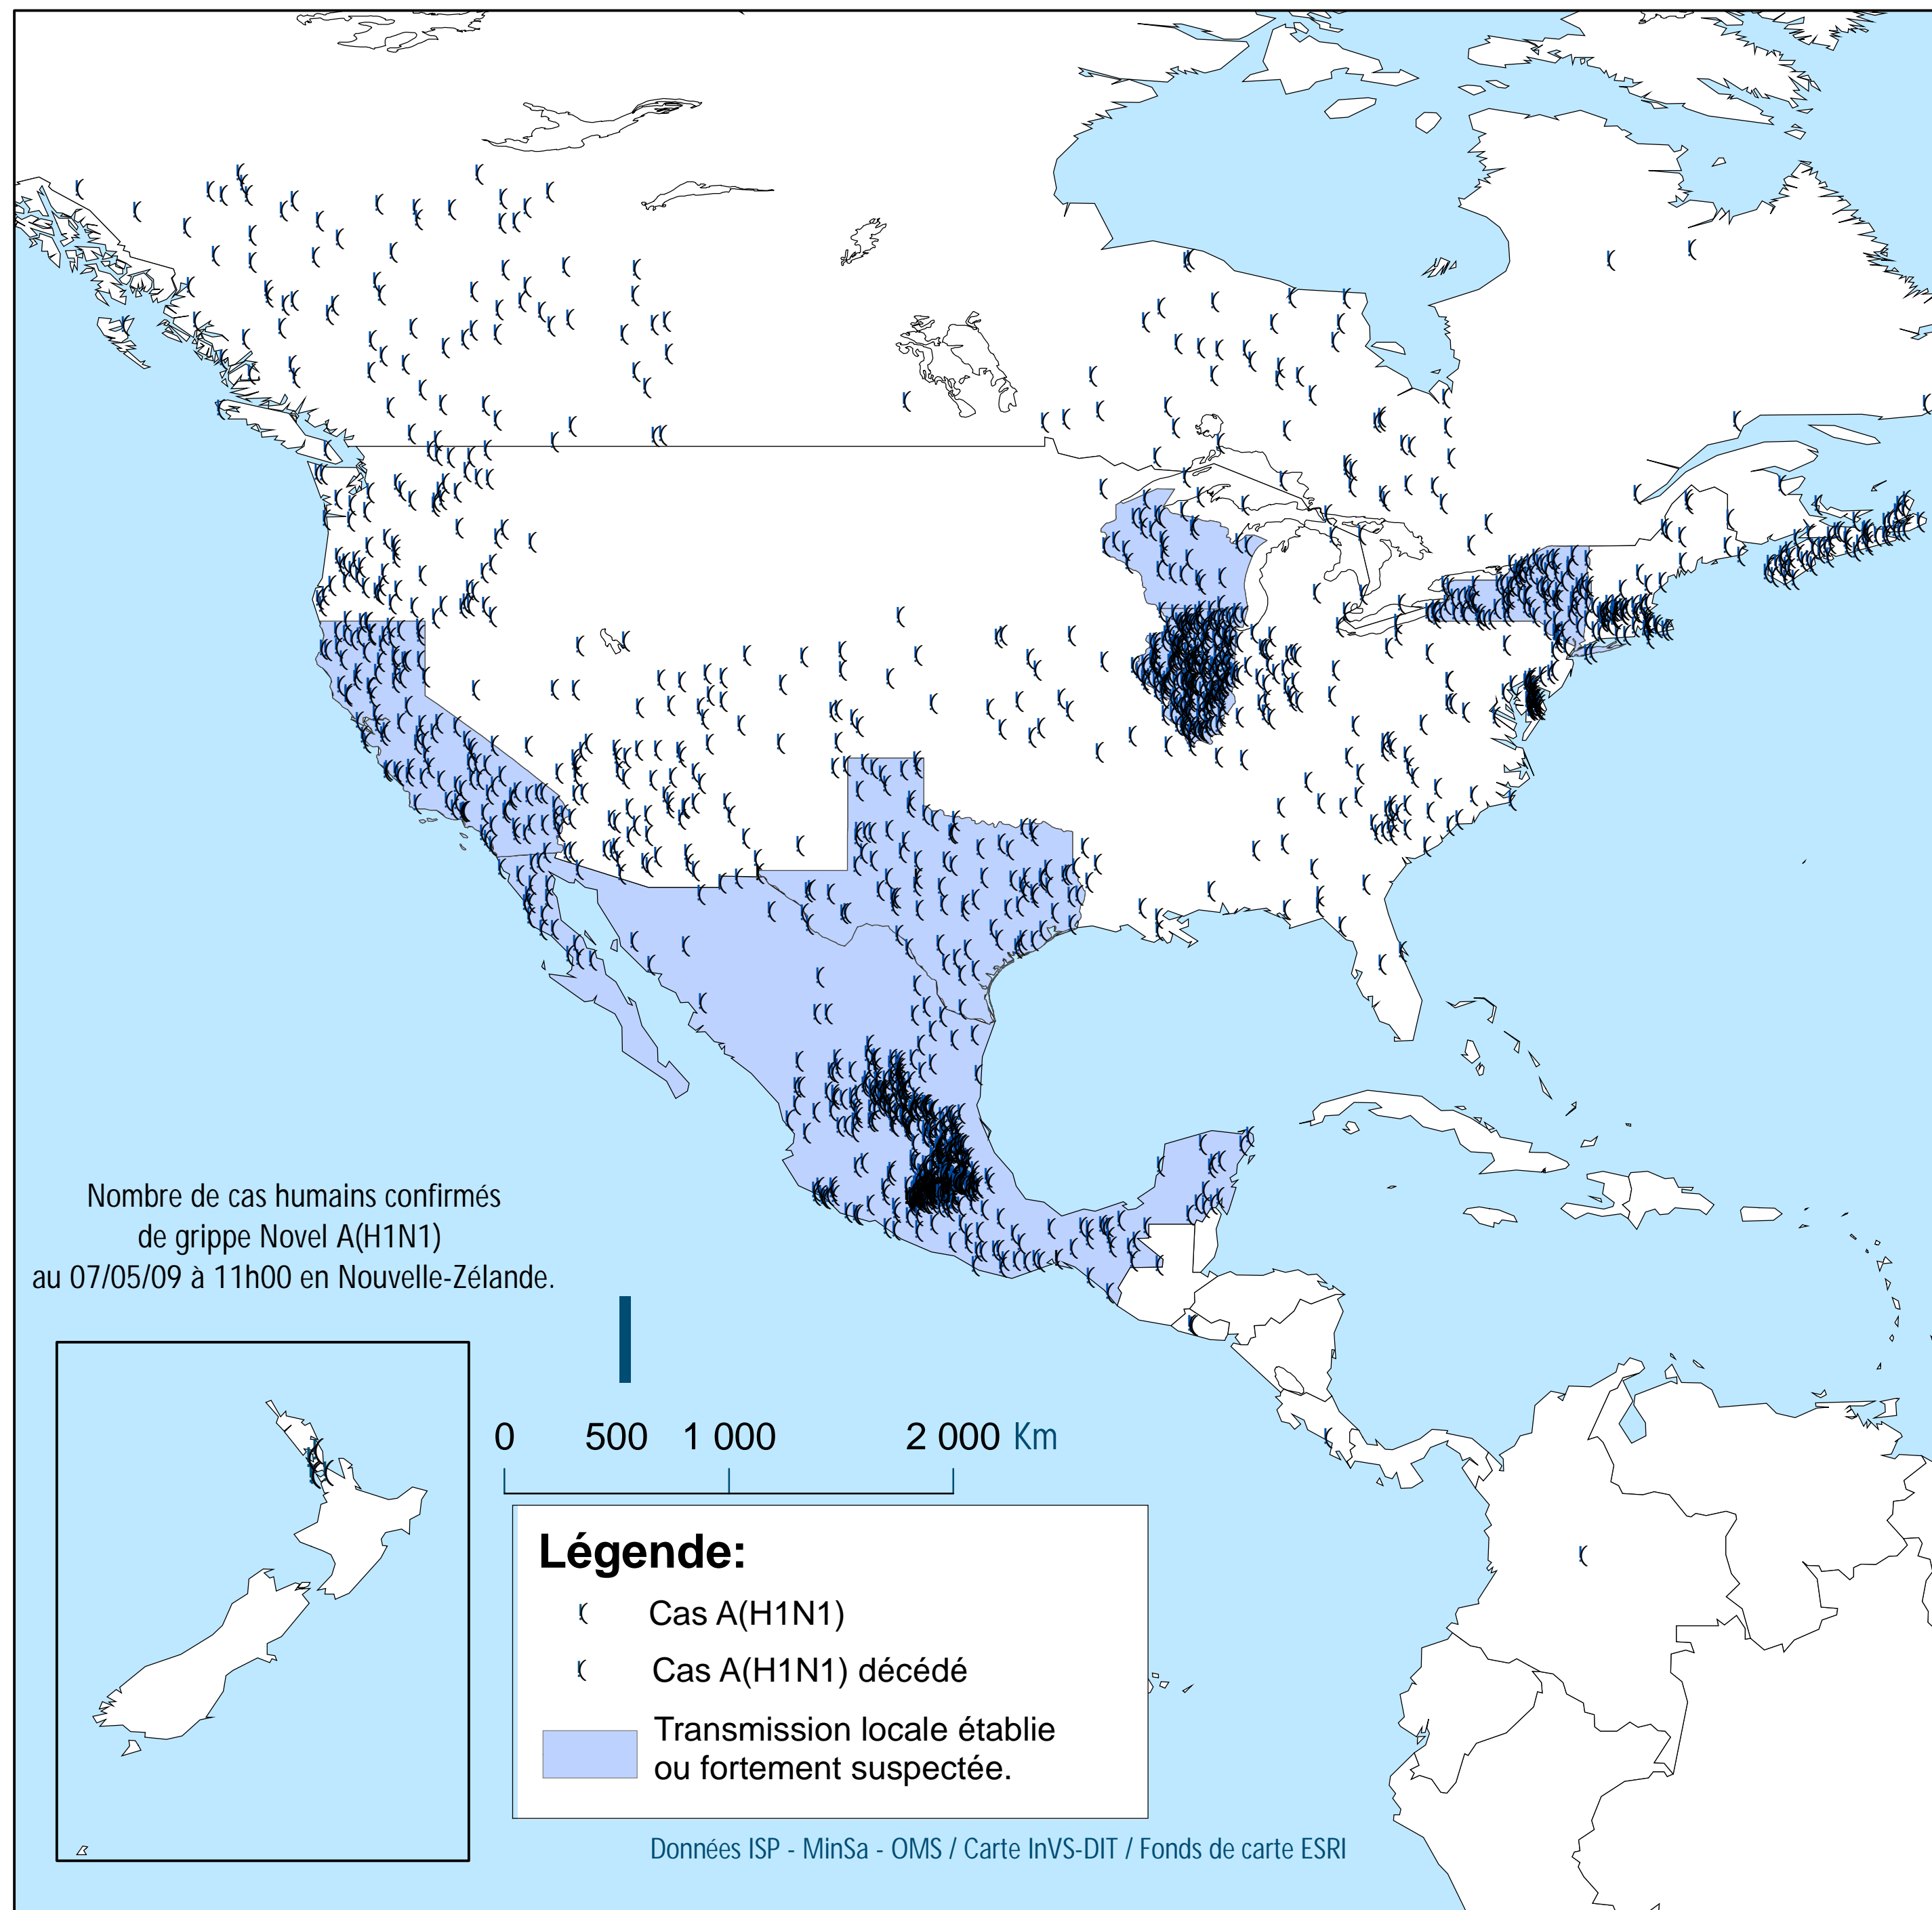 Nombre de cas humains confirmés
de grippe Novel A(H1N1)
au 07/05/09 à 11h00 en Nouvelle-Zélande.
0 500 1 000 2 000 Km
Légende:
Cas A(H1N1)
Cas A(H1N1) décédé
Transmission locale établie
ou fortement suspectée.
Données ISP - MinSa - OMS / Carte InVS-DIT / Fonds de carte ESRI